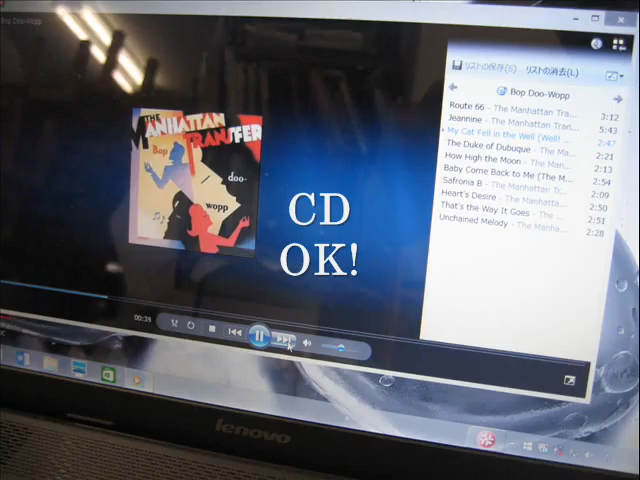 Bop Doo-Wopp
リストの保存(S) リストの消去(L)
Bop Doo-Wopp
Route 66 - The Manhattan Tra... 3:12
Jeannine - The Manhattan Tran... 5:43
My Cat Fell in the Well (Well! ... 2:47
The Duke of Dubuque - The Ma... 2:21
How High the Moon - The Man... 2:13
Baby Come Back to Me (The M... 2:54
Safronia B - The Manhattan Tr... 2:09
Heart's Desire - The Manhatta... 2:50
That's the Way It Goes - The ... 2:51
Unchained Melody - The Manha... 2:28
THE
MANHATTAN
TRANSFER
Bop
doo-
wopp
CD
OK!
00:35
lenovo